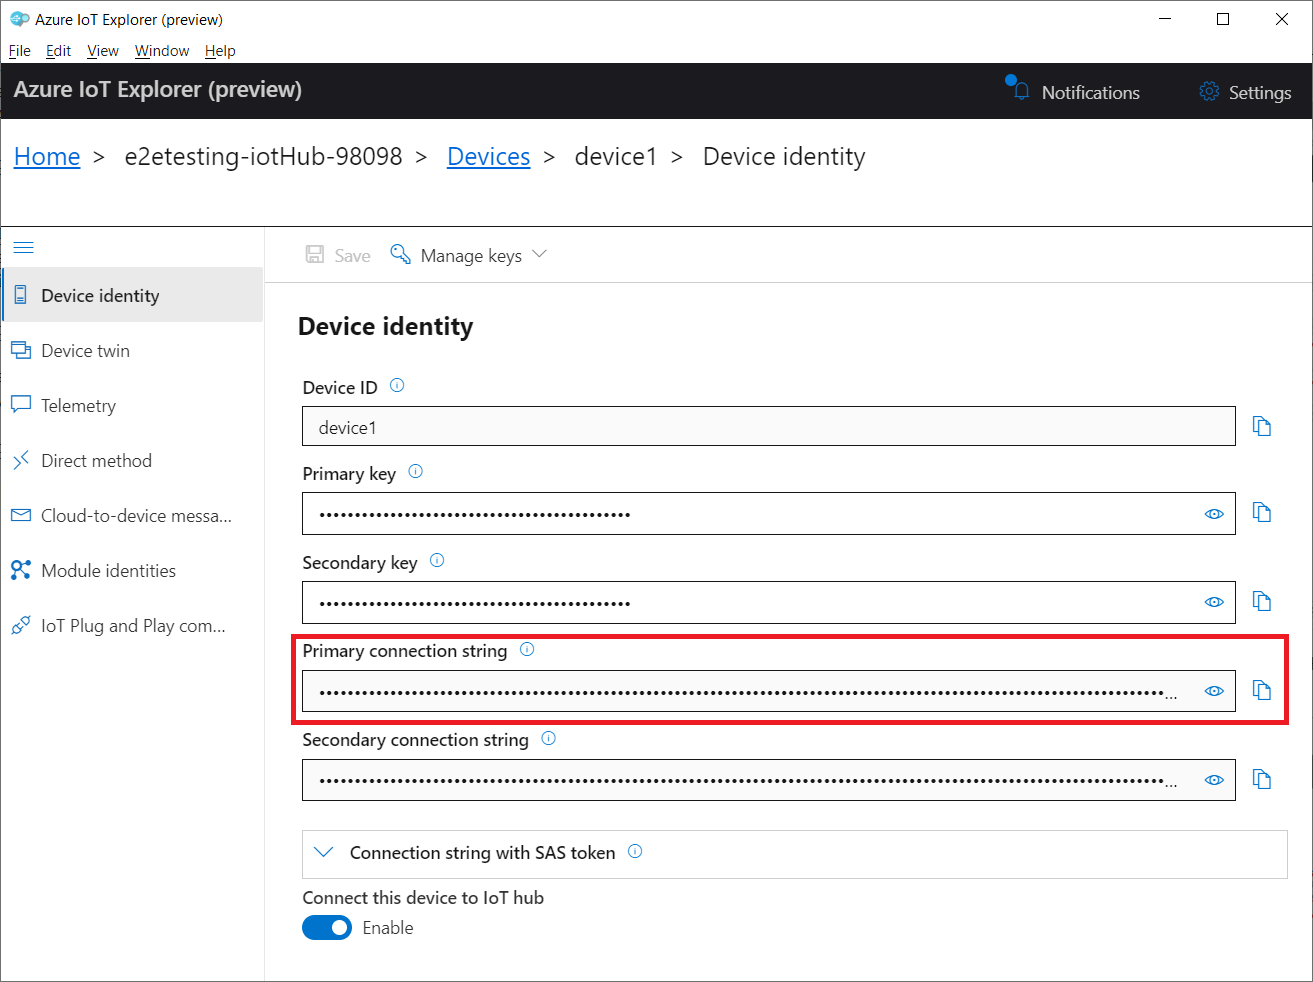 Azure IoT Explorer (preview)
File Edit View Window Help
Azure IoT Explorer (preview) Notifications Settings
Home > e2etesting-iotHub-98098 > Devices > device1 > Device identity
Save Manage keys
Device identity
Device twin
Telemetry
Direct method
Cloud-to-device messa...
Module identities
IoT Plug and Play com...
Device identity
Device ID
device1
Primary key
••••••••••••••••••••••••••••••••••••••••••••
Secondary key
••••••••••••••••••••••••••••••••••••••••••••
Primary connection string
••••••••••••••••••••••••••••••••••••••••••••••••••••••••••••••••••••••••••••••••••••••••••••••••••••••••••••••••••••••••...
Secondary connection string
••••••••••••••••••••••••••••••••••••••••••••••••••••••••••••••••••••••••••••••••••••••••••••••••••••••••••••••••••••••••...
Connection string with SAS token
Connect this device to IoT hub
Enable